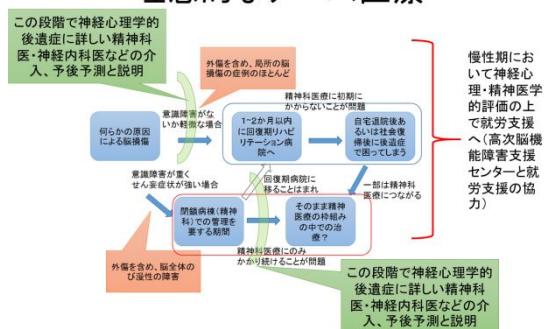 この段階で神経心理学的
後遺症に詳しい精神科
医・神経内科医などの介
入、予後予測と説明
外傷を含め、局所の脳
損傷の症例のほとんど
慢性期に
おいて神経心
理・精神医学
的評価の上
で就労支援
へ(高次脳機
能障害支援
センターと就
労支援の協
力)
意識障害がな
いか軽微な場合
精神科医療に初期に
かからないことが問題
何らかの原因
による脳損傷
1~2か月以内
に回復期リハビ
リテーション病
院へ
自宅退院後あ
るいは社会復
帰後に後遺症
で困ってしまう
意識障害が重く
せん妄症状が強い場合
回復期病院に
移ることはまれ
一部は精神科
医療につながる
閉鎖病棟(精神
科)での管理を
要する期間
そのまま精神
医療の枠組み
の中での治
療?
外傷を含め、脳全体の
び漫性の障害
精神科医療にのみ
かかり続けることが問題
この段階で神経心理学的
後遺症に詳しい精神科
医・神経内科医などの介
入、予後予測と説明